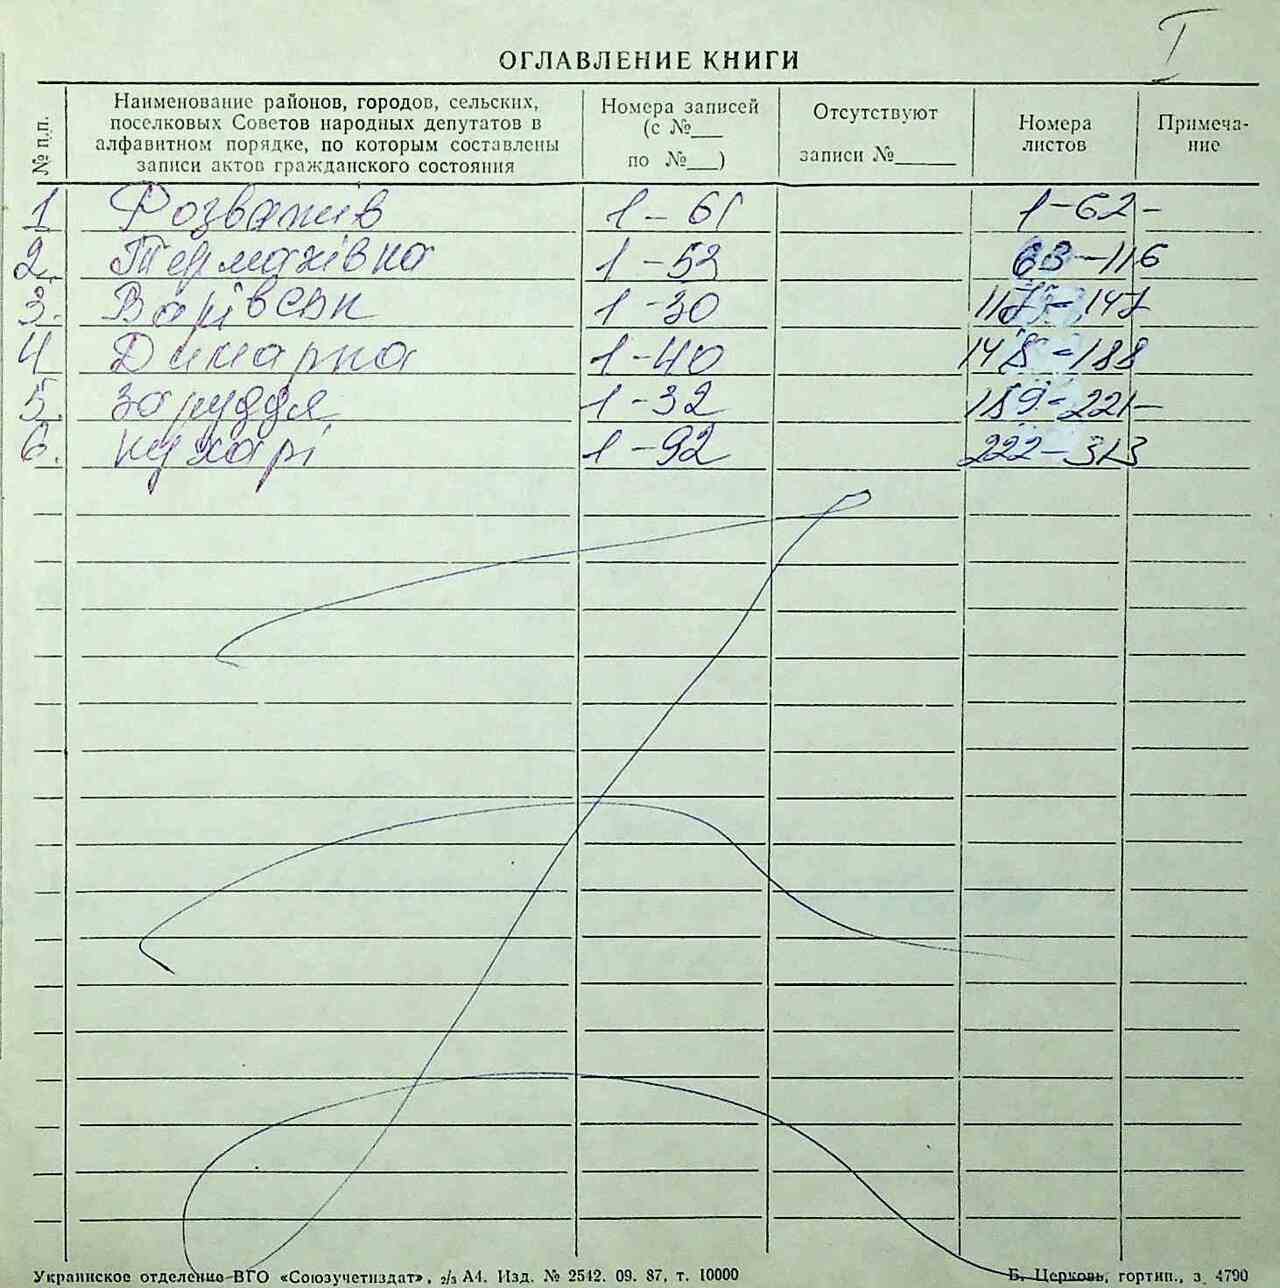 I
ОГЛАВЛЕНИЕ КНИГИ
№ п.п.
Наименование районов, городов, сельских,
поселковых Советов народных депутатов в
алфавитном порядке, по которым составлены
записи актов гражданского состояния
Номера записей
(с №___
по №___)
Отсутствуют
записи №______
Номера
листов
Примеча-
ние
1 Розважів 1-61 1-62-
2. Термахівка 1-53 63-116
3. Варівськ 1-30 117-147
4 Димарка 1-40 148-188
5. Заруддя 1-32 189-221-
6. Кухарі 1-92 222-313
Украинское отделение ВГО «Союзучетиздат», 2/3 А4. Изд. № 2542. 09. 87, т. 10000
Б. Церковь, гортип., з. 4790